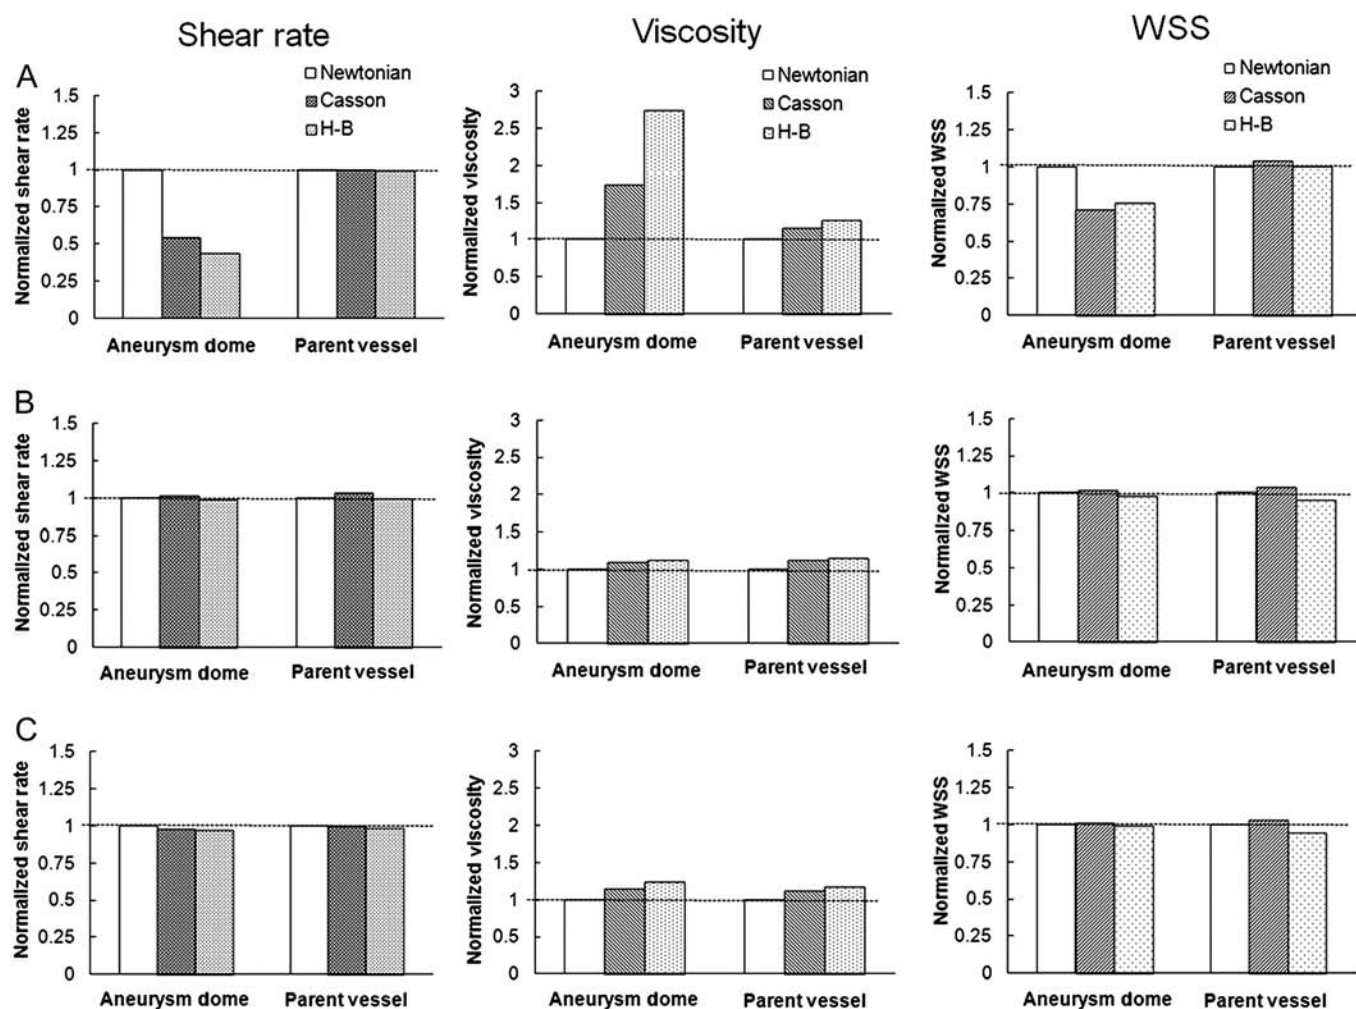 Shear rate
Viscosity
WSS
A
Normalized shear rate
1.5
1.25
1
0.75
0.5
0.25
0
Newtonian
Casson
H-B
Aneurysm dome
Parent vessel
Normalized viscosity
3
2.5
2
1.5
1
0.5
0
Newtonian
Casson
H-B
Aneurysm dome
Parent vessel
Normalized WSS
1.5
1.25
1
0.75
0.5
0.25
0
Newtonian
Casson
H-B
Aneurysm dome
Parent vessel
B
Normalized shear rate
1.5
1.25
1
0.75
0.5
0.25
0
Aneurysm dome
Parent vessel
Normalized viscosity
3
2.5
2
1.5
1
0.5
0
Aneurysm dome
Parent vessel
Normalized WSS
1.5
1.25
1
0.75
0.5
0.25
0
Aneurysm dome
Parent vessel
C
Normalized shear rate
1.5
1.25
1
0.75
0.5
0.25
0
Aneurysm dome
Parent vessel
Normalized viscosity
3
2.5
2
1.5
1
0.5
0
Aneurysm dome
Parent vessel
Normalized WSS
1.5
1.25
1
0.75
0.5
0.25
0
Aneurysm dome
Parent vessel